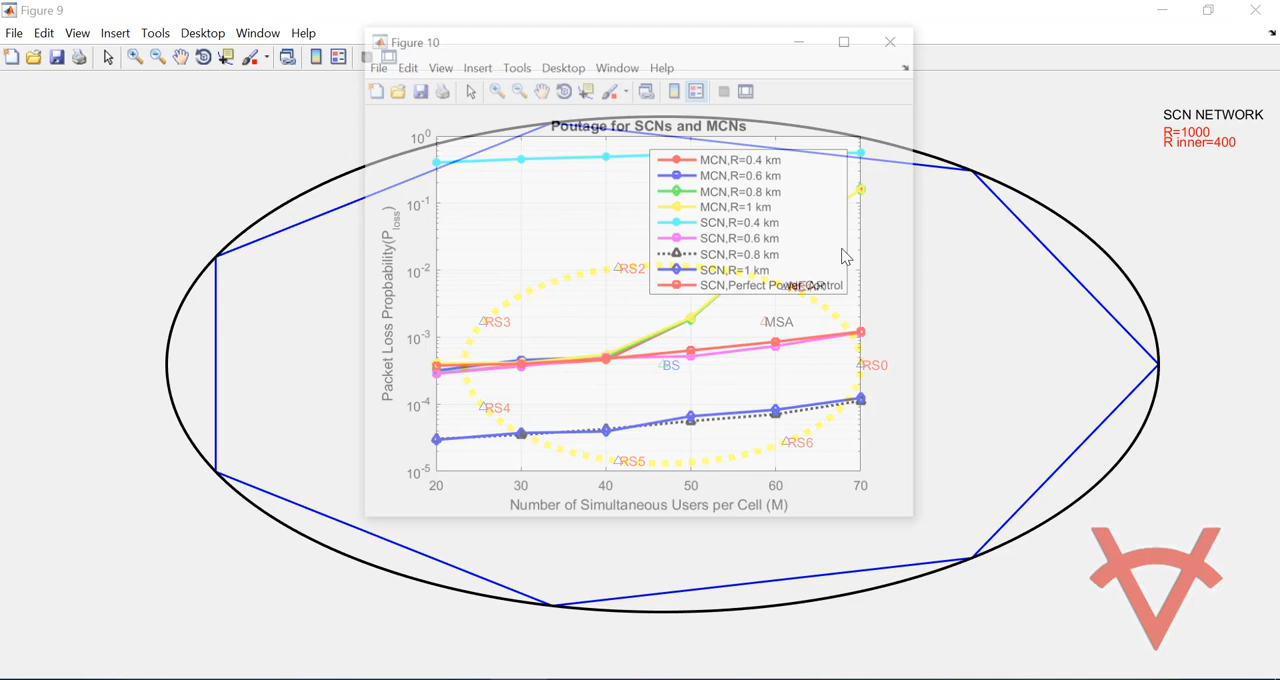 Figure 9
File Edit View Insert Tools Desktop Window Help
Figure 10
File Edit View Insert Tools Desktop Window Help
SCN NETWORK
R=1000
R inner=400
Poutage for SCNs and MCNs
MCN,R=0.4 km
MCN,R=0.6 km
MCN,R=0.8 km
MCN,R=1 km
SCN,R=0.4 km
SCN,R=0.6 km
SCN,R=0.8 km
SCN,R=1 km
SCN,Perfect Power Control
Packet Loss Propbability(P_loss)
10^0
10^-1
10^-2
10^-3
10^-4
10^-5
20 30 40 50 60 70
Number of Simultaneous Users per Cell (M)
RS2
RS3
MSA
BS
RS0
RS4
RS6
RS5